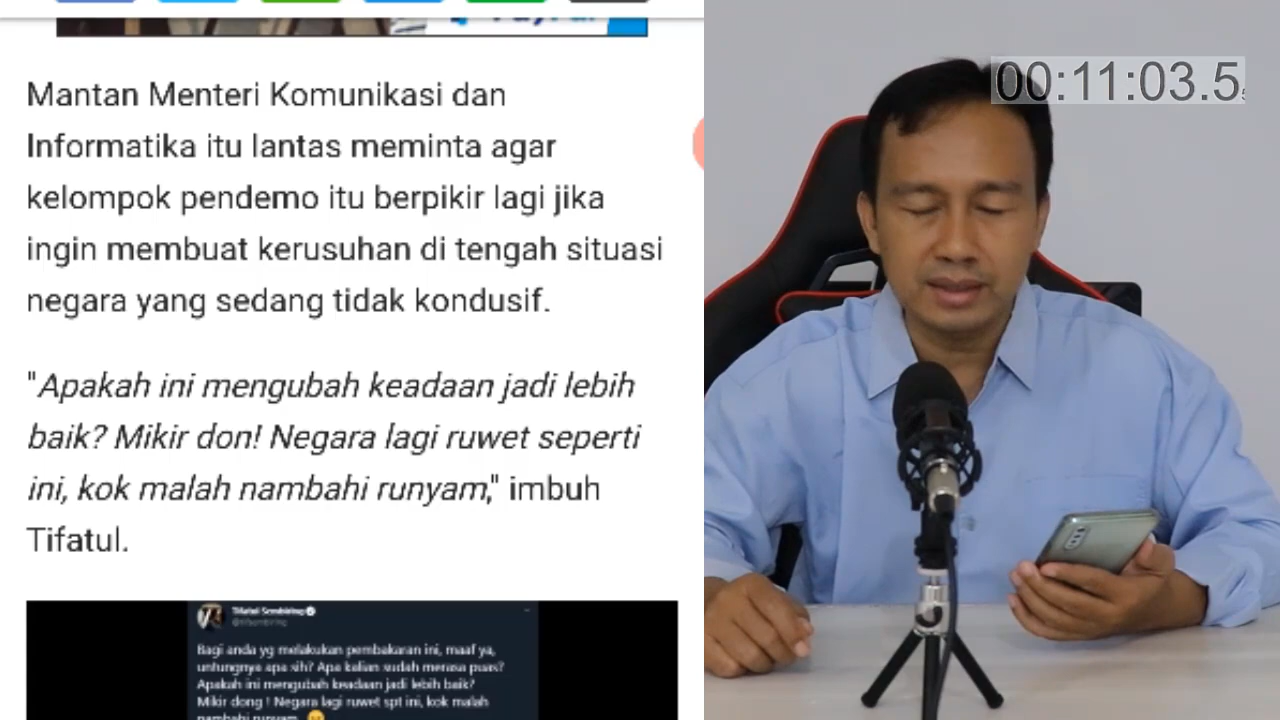 PayPal
Mantan Menteri Komunikasi dan
Informatika itu lantas meminta agar
kelompok pendemo itu berpikir lagi jika
ingin membuat kerusuhan di tengah situasi
negara yang sedang tidak kondusif.
"Apakah ini mengubah keadaan jadi lebih
baik? Mikir don! Negara lagi ruwet seperti
ini, kok malah nambahi runyam," imbuh
Tifatul.
Tifatul Sembiring
@tifsembiring
Bagi anda yg melakukan pembakaran ini, maaf ya,
untungnya apa sih? Apa kalian sudah merasa puas?
Apakah ini mengubah keadaan jadi lebih baik?
Mikir dong ! Negara lagi ruwet spt ini, kok malah
nambahi runyam
00:11:03.5